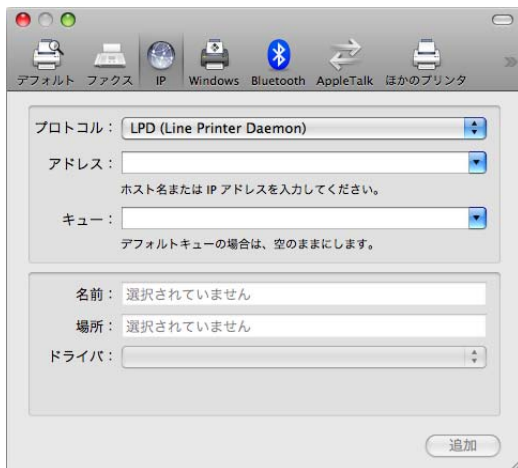 デフォルト ファクス IP Windows Bluetooth AppleTalk ほかのプリンタ
プロトコル： LPD (Line Printer Daemon)
アドレス：
ホスト名または IP アドレスを入力してください。
キュー：
デフォルトキューの場合は、空のままにします。
名前： 選択されていません
場所： 選択されていません
ドライバ：
追加